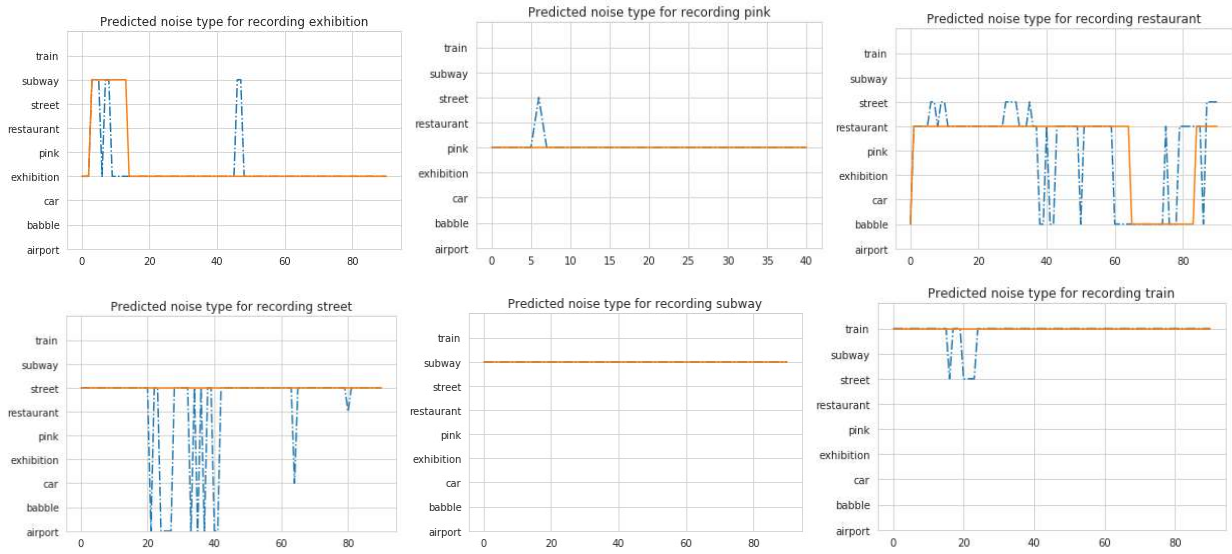 Predicted noise type for recording exhibition
train
subway
street
restaurant
pink
exhibition
car
babble
airport
0 20 40 60 80
Predicted noise type for recording pink
train
subway
street
restaurant
pink
exhibition
car
babble
airport
0 5 10 15 20 25 30 35 40
Predicted noise type for recording restaurant
train
subway
street
restaurant
pink
exhibition
car
babble
airport
0 20 40 60 80
Predicted noise type for recording street
train
subway
street
restaurant
pink
exhibition
car
babble
airport
0 20 40 60 80
Predicted noise type for recording subway
train
subway
street
restaurant
pink
exhibition
car
babble
airport
0 20 40 60 80
Predicted noise type for recording train
train
subway
street
restaurant
pink
exhibition
car
babble
airport
0 20 40 60 80